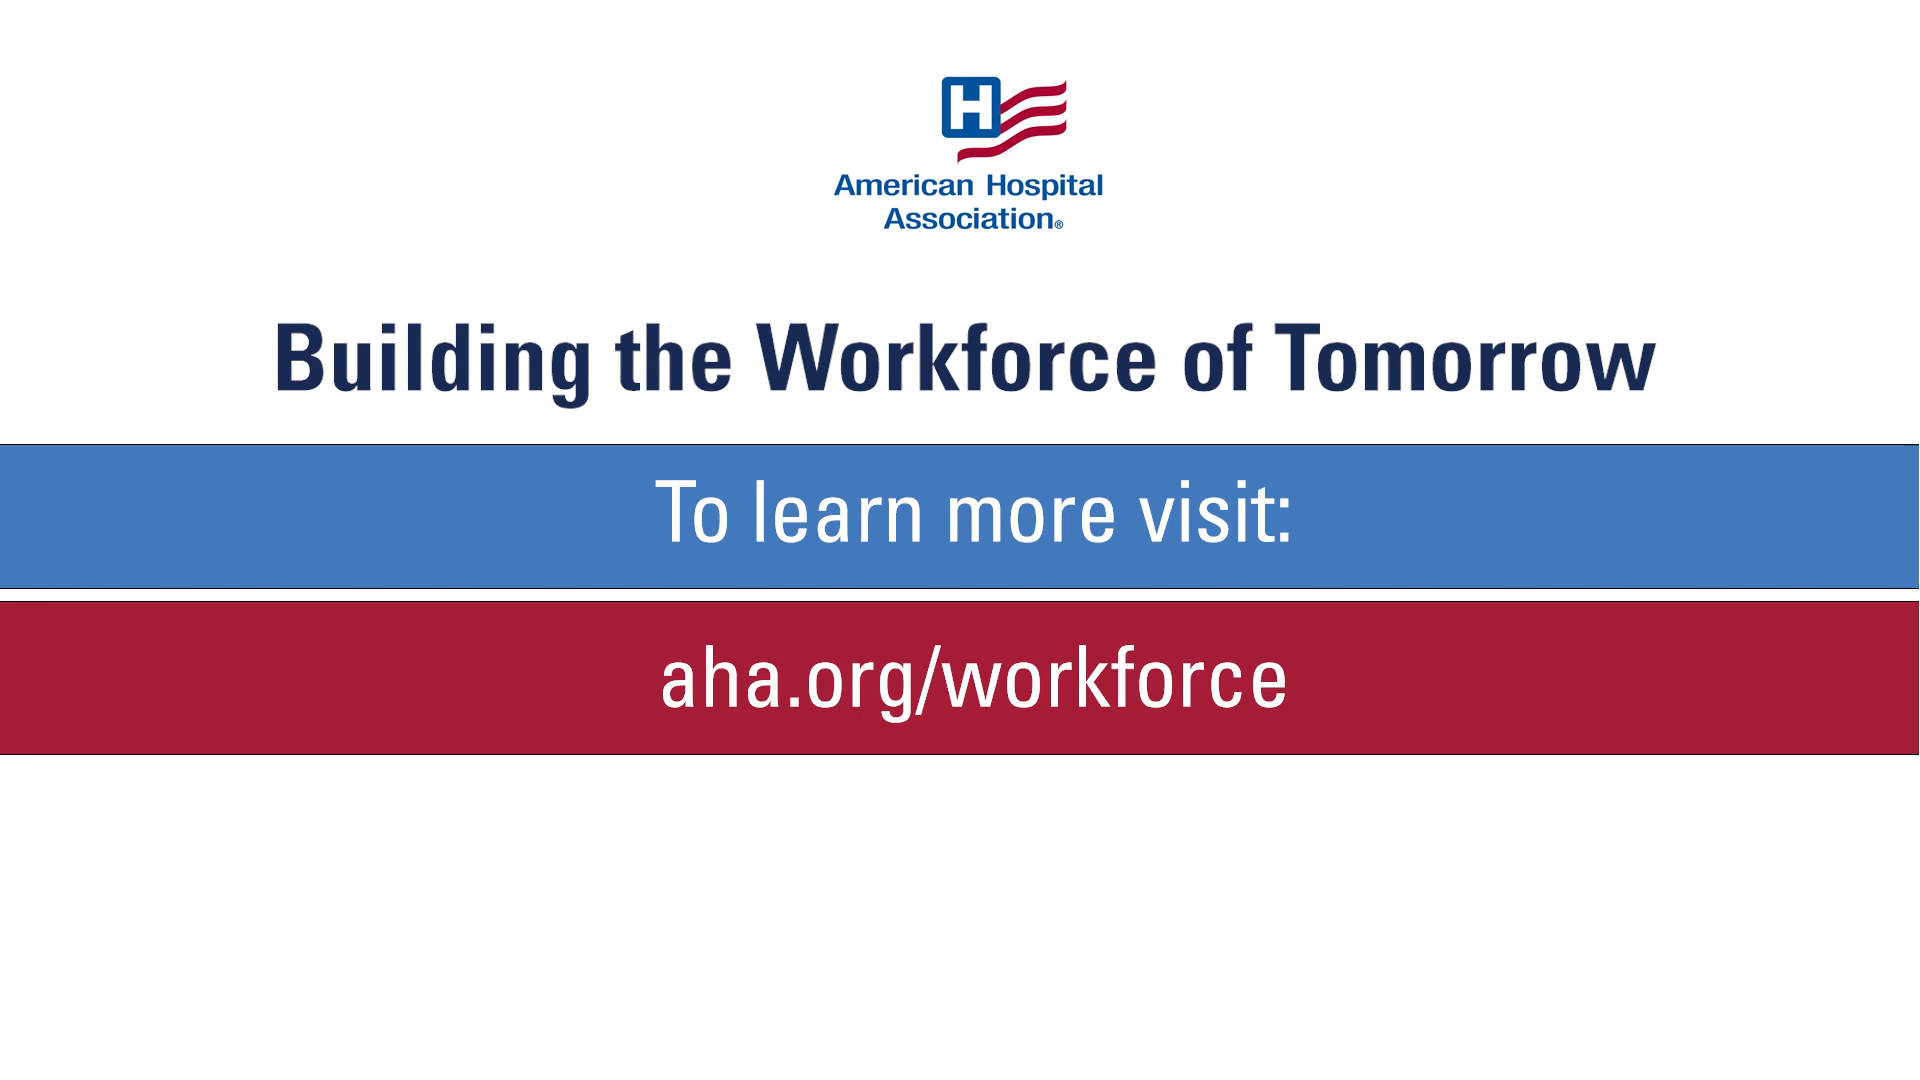 H
American Hospital
Association®
Building the Workforce of Tomorrow
To learn more visit:
aha.org/workforce